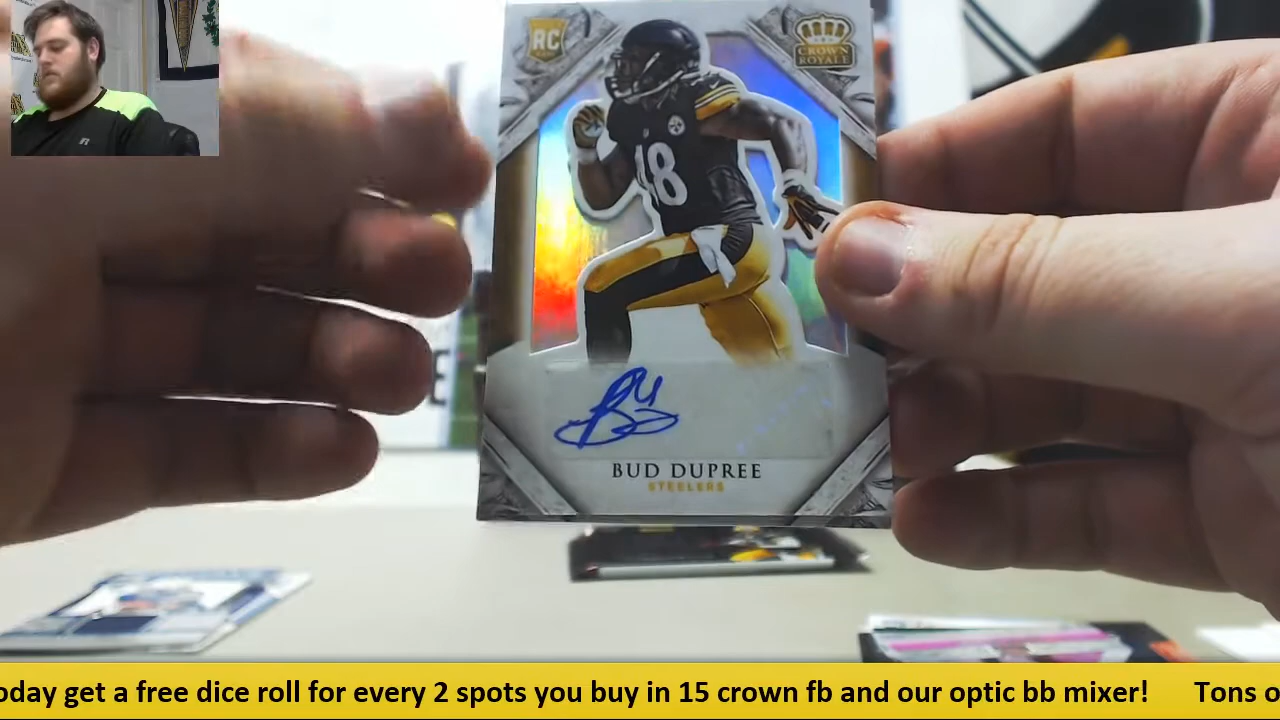 RC
CROWN
ROYALE
48
BUD DUPREE
STEELERS
oday get a free dice roll for every 2 spots you buy in 15 crown fb and our optic bb mixer! Tons o